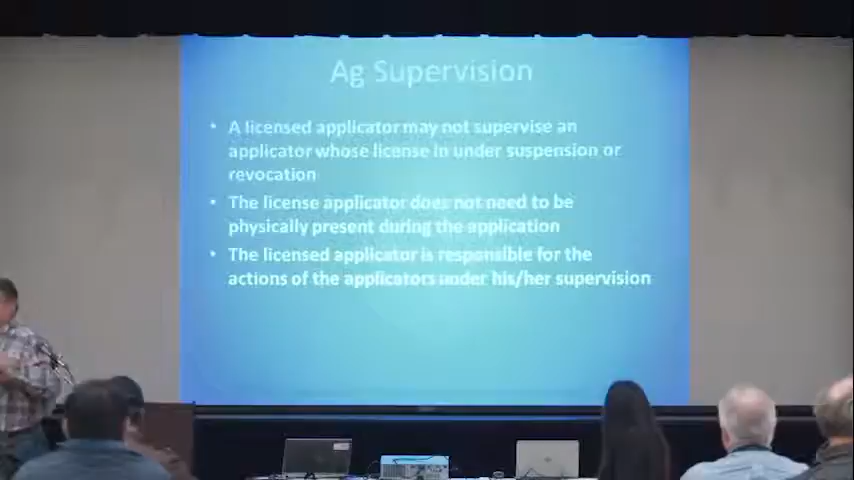 Ag Supervision
• A licensed applicator may not supervise an
applicator whose license in under suspension or
revocation
• The license applicator does not need to be
physically present during the application
• The licensed applicator is responsible for the
actions of the applicators under his/her supervision